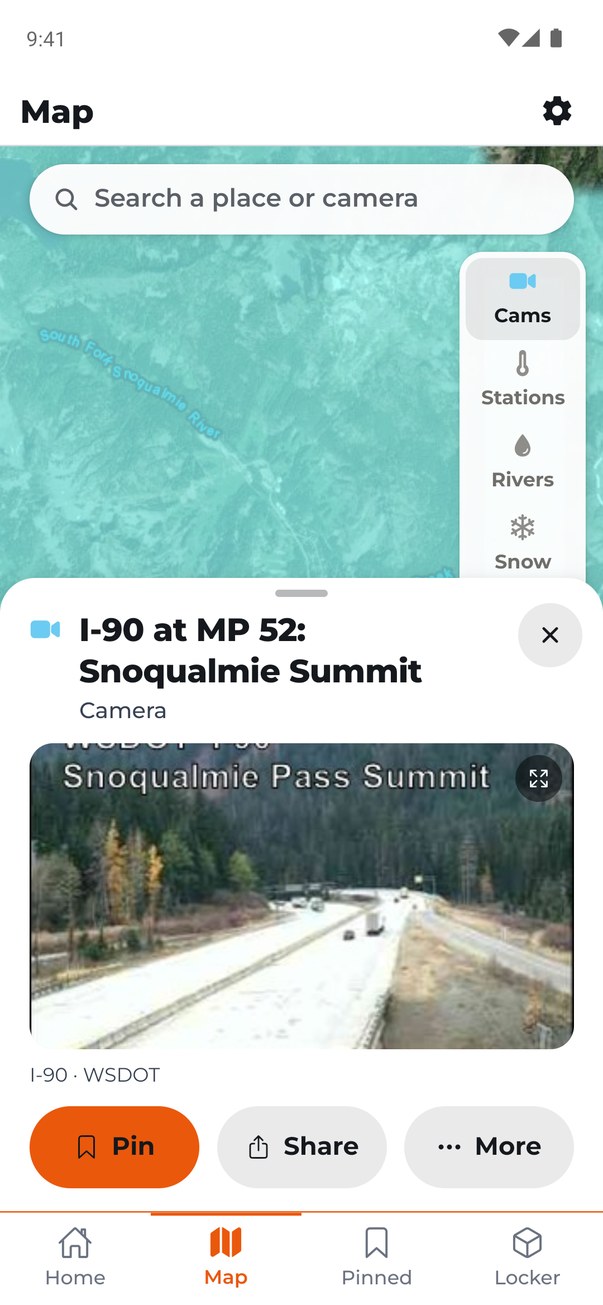 9:41
Map
Search a place or camera
Cams
Stations
Rivers
Snow
South Fork Snoqualmie River
I-90 at MP 52:
Snoqualmie Summit
Camera
Snoqualmie Pass Summit
I-90 · WSDOT
Pin
Share
More
Home
Map
Pinned
Locker